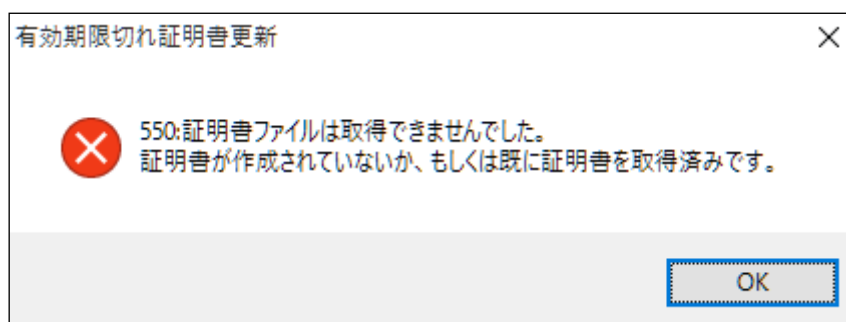 有効期限切れ証明書更新
550:証明書ファイルは取得できませんでした。
証明書が作成されていないか、もしくは既に証明書を取得済みです。
OK